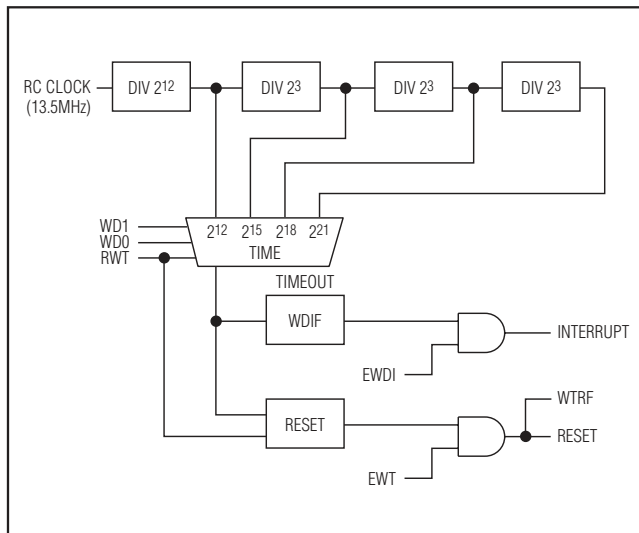 RC CLOCK
(13.5MHz)
DIV 2¹²
DIV 2³
DIV 2³
DIV 2³
WD1
WD0
RWT
2¹² 2¹⁵ 2¹⁸ 2²¹
TIME
TIMEOUT
WDIF
INTERRUPT
EWDI
WTRF
RESET
RESET
EWT